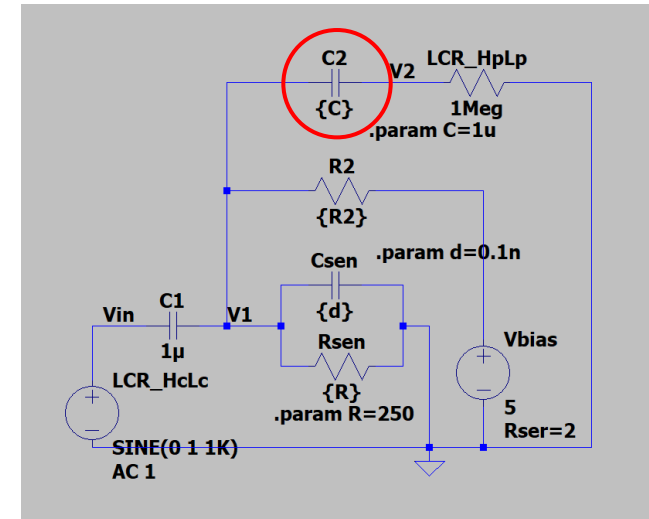 C2
V2
LCR_HpLp
{C}
1Meg
.param C=1u
R2
{R2}
Csen
.param d=0.1n
Vin
C1
V1
{d}
1µ
Rsen
Vbias
LCR_HcLc
{R}
5
.param R=250
Rser=2
SINE(0 1 1K)
AC 1